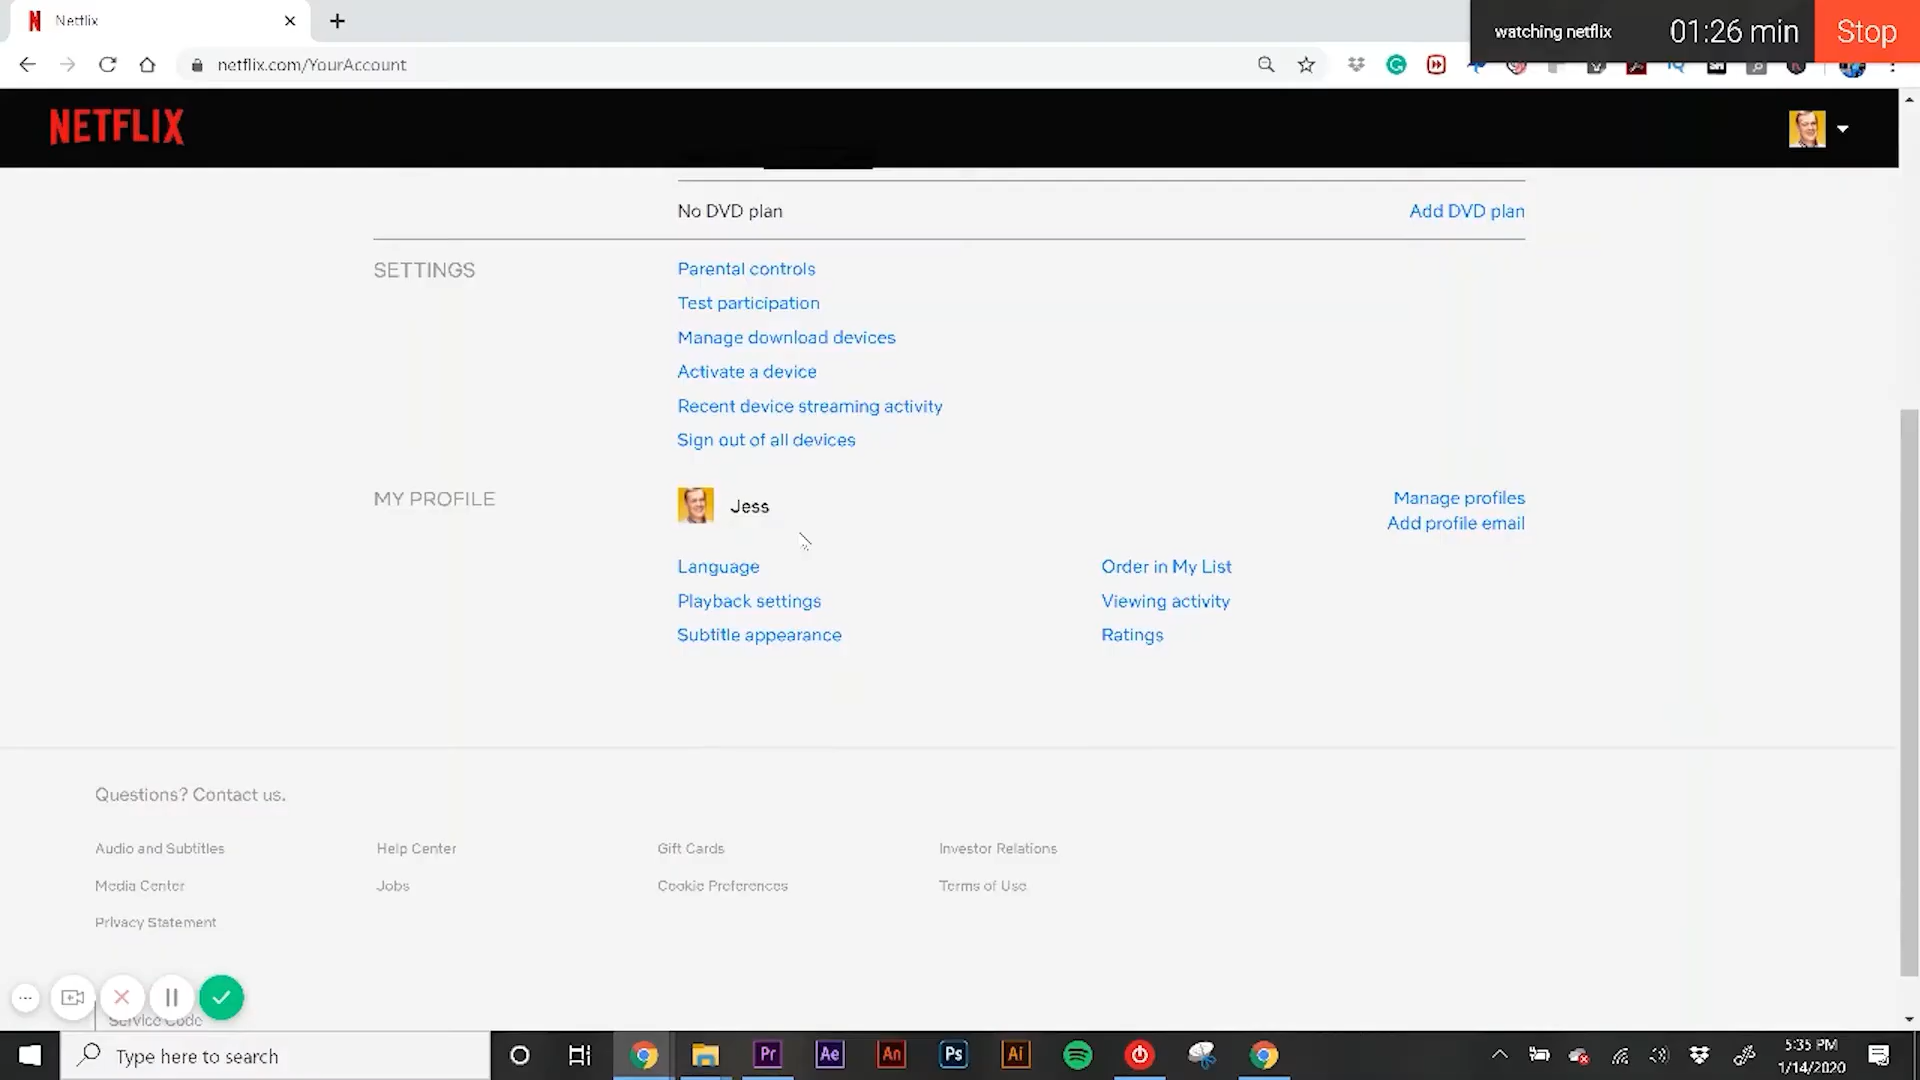 Netflix
watching netflix
01:26 min
Stop
netflix.com/YourAccount
NETFLIX
No DVD plan
Add DVD plan
SETTINGS
Parental controls
Test participation
Manage download devices
Activate a device
Recent device streaming activity
Sign out of all devices
MY PROFILE
Jess
Manage profiles
Add profile email
Language
Order in My List
Playback settings
Viewing activity
Subtitle appearance
Ratings
Questions? Contact us.
Audio and Subtitles
Help Center
Gift Cards
Investor Relations
Media Center
Jobs
Cookie Preferences
Terms of Use
Privacy Statement
Service Code
Type here to search
Pr
Ae
An
Ps
Ai
5:35 PM
1/14/2020